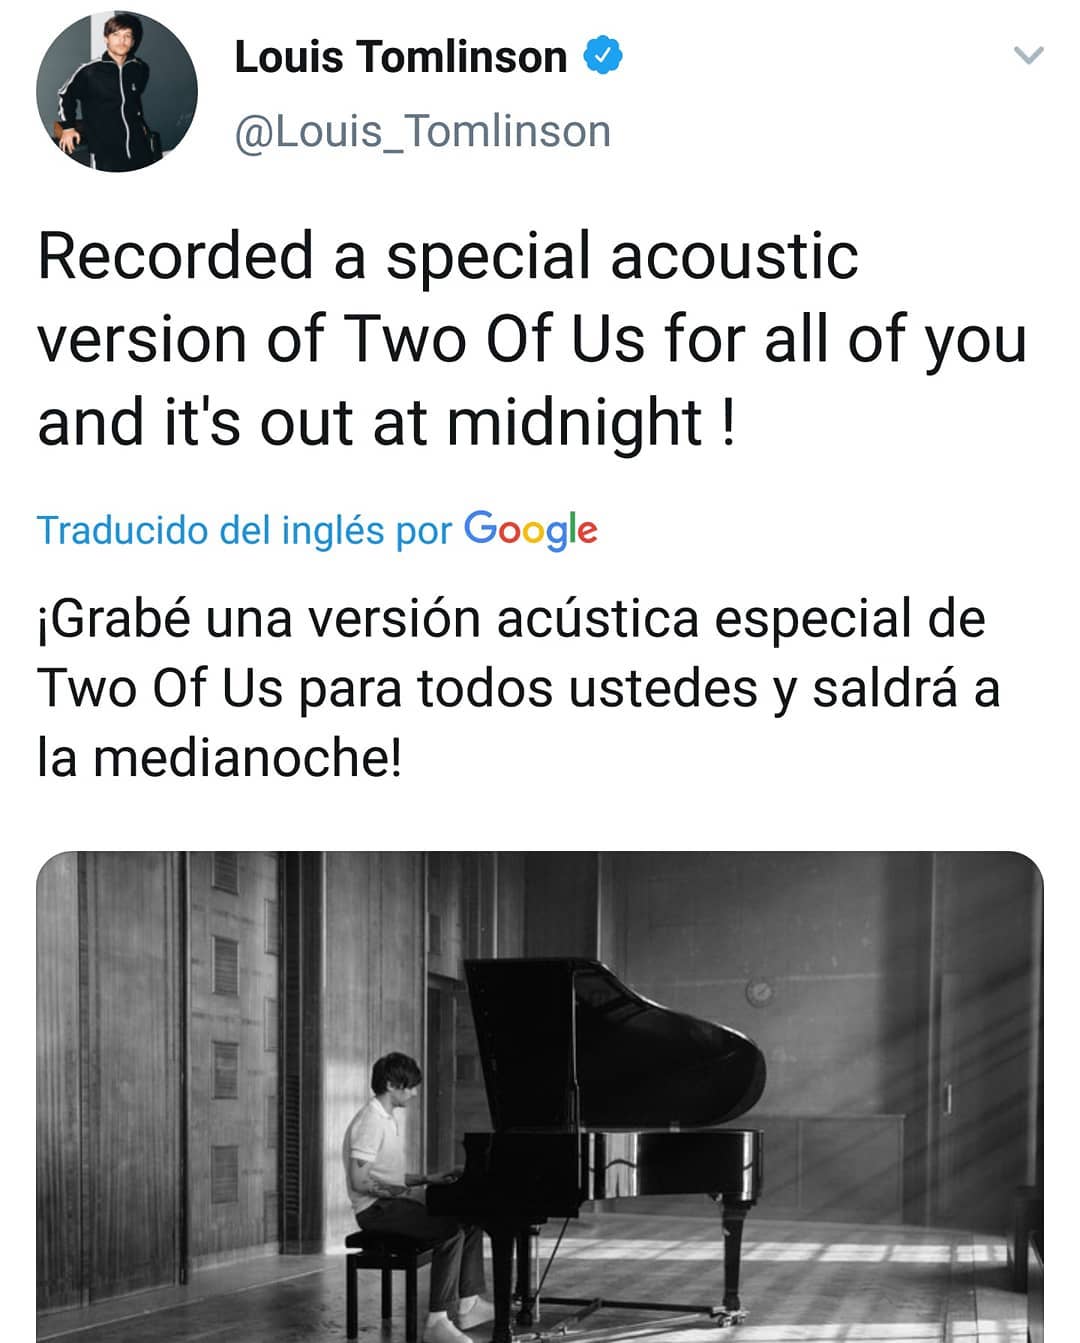 Louis Tomlinson
@Louis_Tomlinson
Recorded a special acoustic
version of Two Of Us for all of you
and it's out at midnight !
Traducido del inglés por Google
¡Grabé una versión acústica especial de
Two Of Us para todos ustedes y saldrá a
la medianoche!